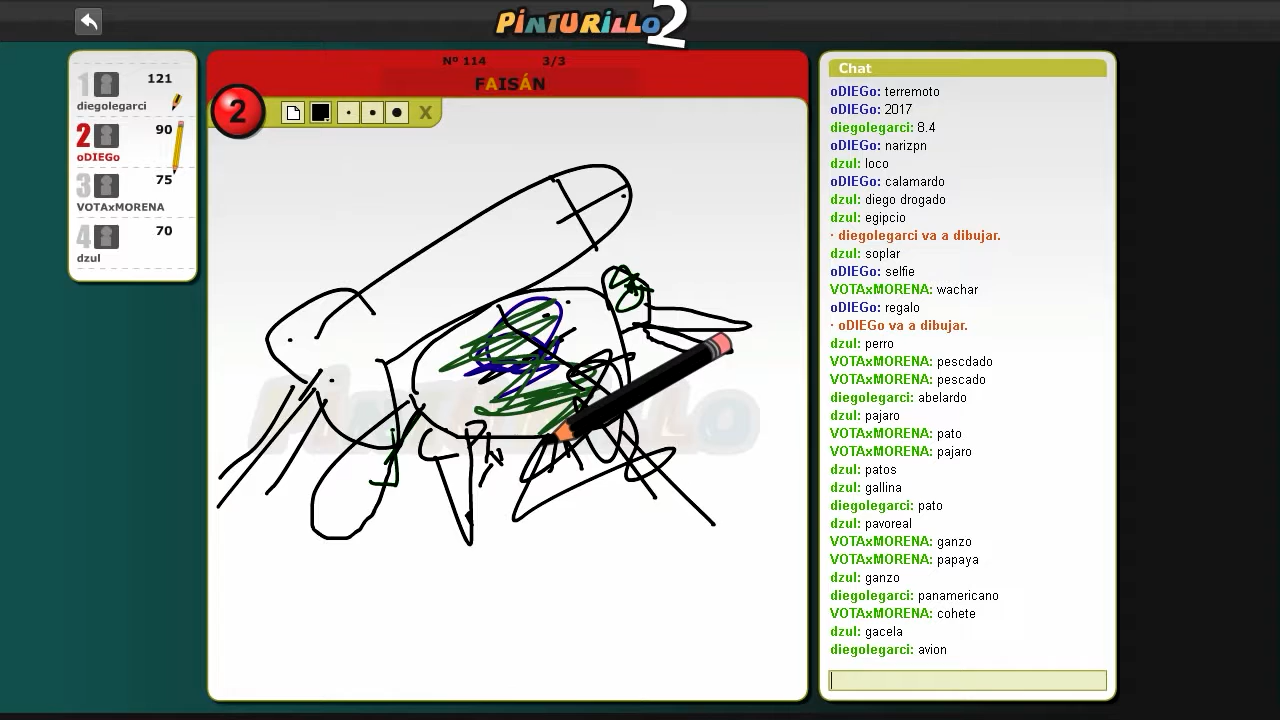 PiNTURiLLO 2
Nº 114 3/3
FAISÁN
2
X
1 121
diegolegarci
2 90
oDIEGo
3 75
VOTAxMORENA
4 70
dzul
PiNTURiLLO
Chat
oDIEGo: terremoto
oDIEGo: 2017
diegolegarci: 8.4
oDIEGo: narizpn
dzul: loco
oDIEGo: calamardo
dzul: diego drogado
dzul: egipcio
· diegolegarci va a dibujar.
dzul: soplar
oDIEGo: selfie
VOTAxMORENA: wachar
oDIEGo: regalo
· oDIEGo va a dibujar.
dzul: perro
VOTAxMORENA: pescdado
VOTAxMORENA: pescado
diegolegarci: abelardo
dzul: pajaro
VOTAxMORENA: pato
VOTAxMORENA: pajaro
dzul: patos
dzul: gallina
diegolegarci: pato
dzul: pavoreal
VOTAxMORENA: ganzo
VOTAxMORENA: papaya
dzul: ganzo
diegolegarci: panamericano
VOTAxMORENA: cohete
dzul: gacela
diegolegarci: avion